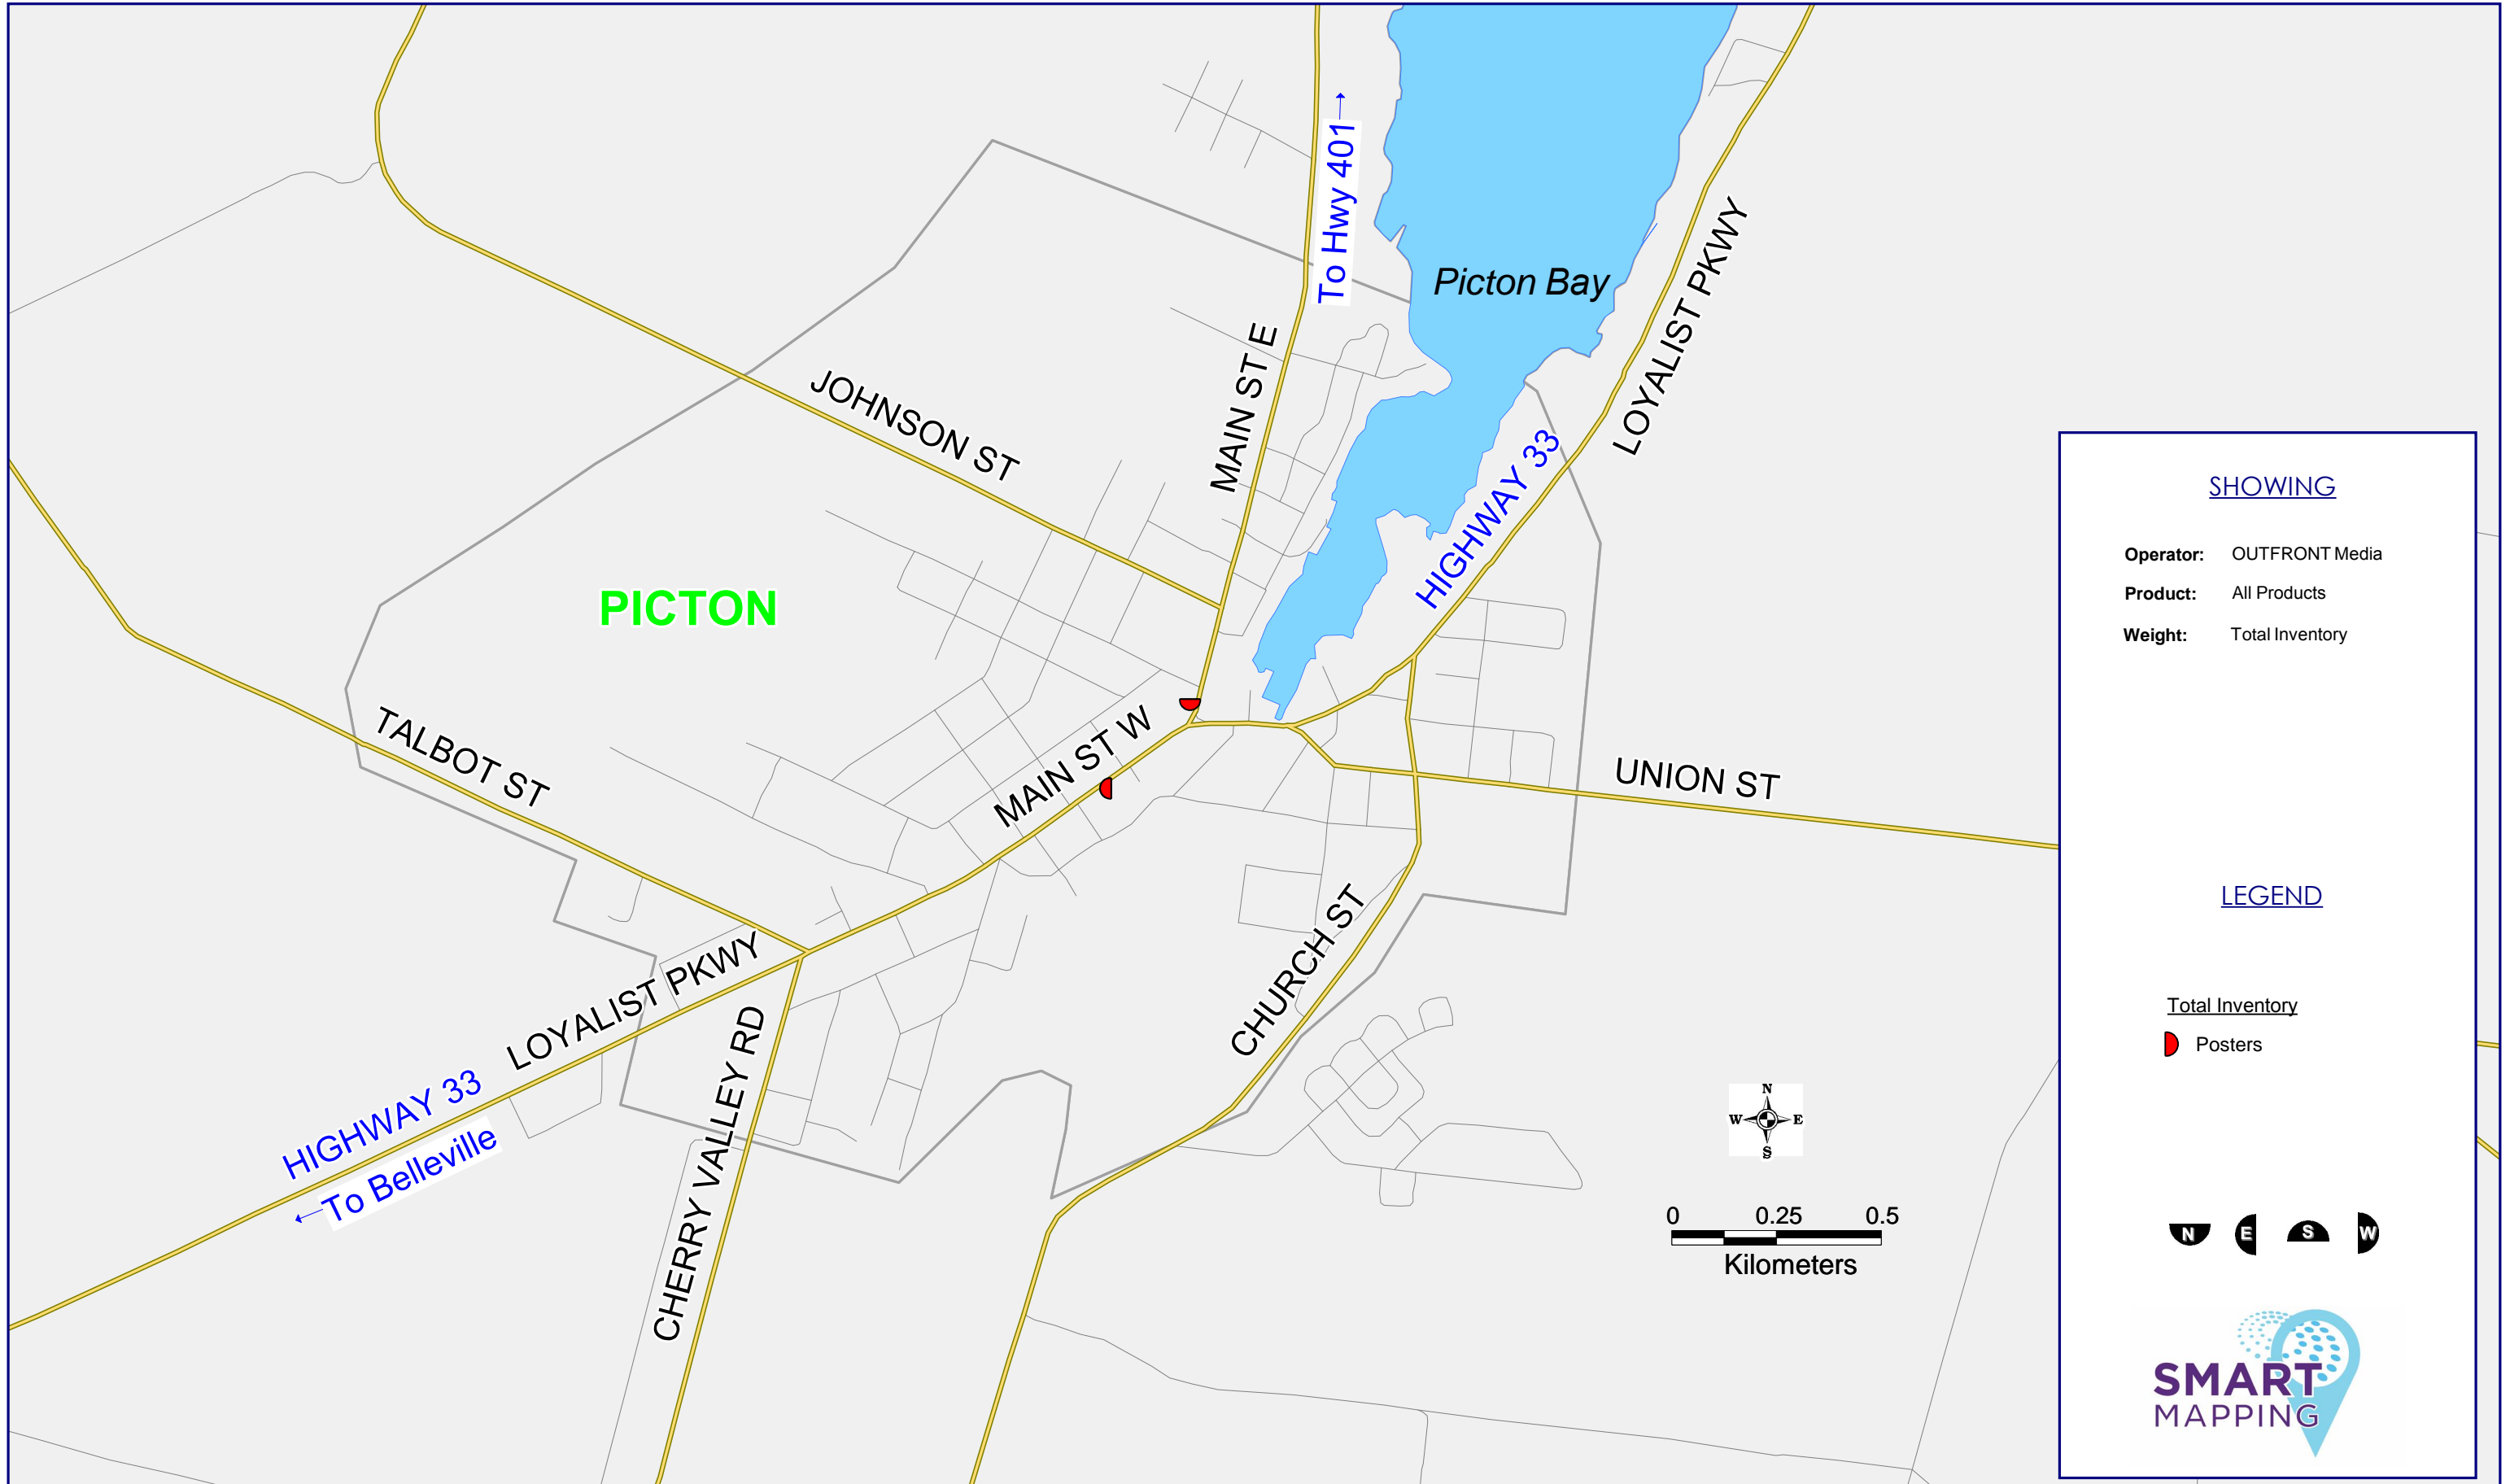 To Hwy 401
Picton Bay
LOYALIST PKWY
MAIN ST E
JOHNSON ST
HIGHWAY 33
PICTON
TALBOT ST
MAIN ST W
UNION ST
CHURCH ST
LOYALIST PKWY
HIGHWAY 33
To Belleville
CHERRY VALLEY RD
N
W E
S
0 0.25 0.5
Kilometers
SHOWING
Operator: OUTFRONT Media
Product: All Products
Weight: Total Inventory
LEGEND
Total Inventory
Posters
N E S W
SMART
MAPPING